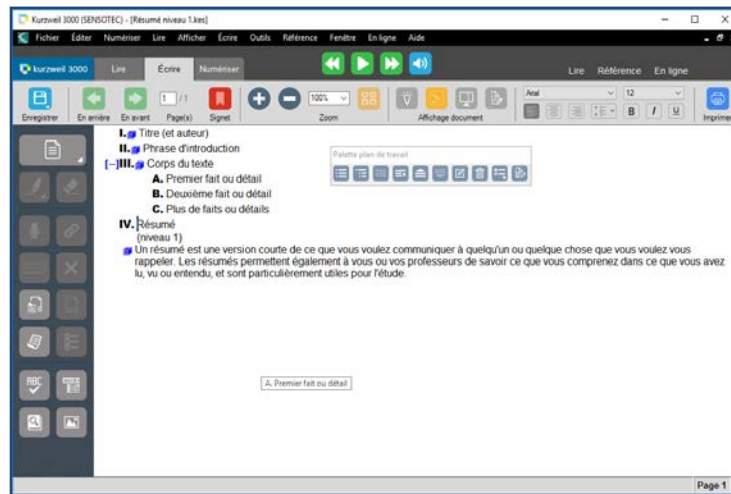 Kurzweil 3000 (SENSOTEC) - [Résumé niveau 1.kes]
Fichier Éditer Numériser Lire Afficher Écrire Outils Référence Fenêtre En ligne Aide
kurzweil 3000 Lire Écrire Numériser Lire Référence En ligne
1 / 1 100% Arial 12 B I U
Enregistrer En arrière En avant Page(s) Signet Zoom Affichage document Imprimer
I. Titre (et auteur)
II. Phrase d'introduction
Palette plan de travail
[–]III. Corps du texte
A. Premier fait ou détail
B. Deuxième fait ou détail
C. Plus de faits ou détails
IV. Résumé
(niveau 1)
Un résumé est une version courte de ce que vous voulez communiquer à quelqu'un ou quelque chose que vous voulez vous
rappeler. Les résumés permettent également à vous ou vos professeurs de savoir ce que vous comprenez dans ce que vous avez
lu, vu ou entendu, et sont particulièrement utiles pour l'étude.
ABC
A. Premier fait ou détail
Page 1